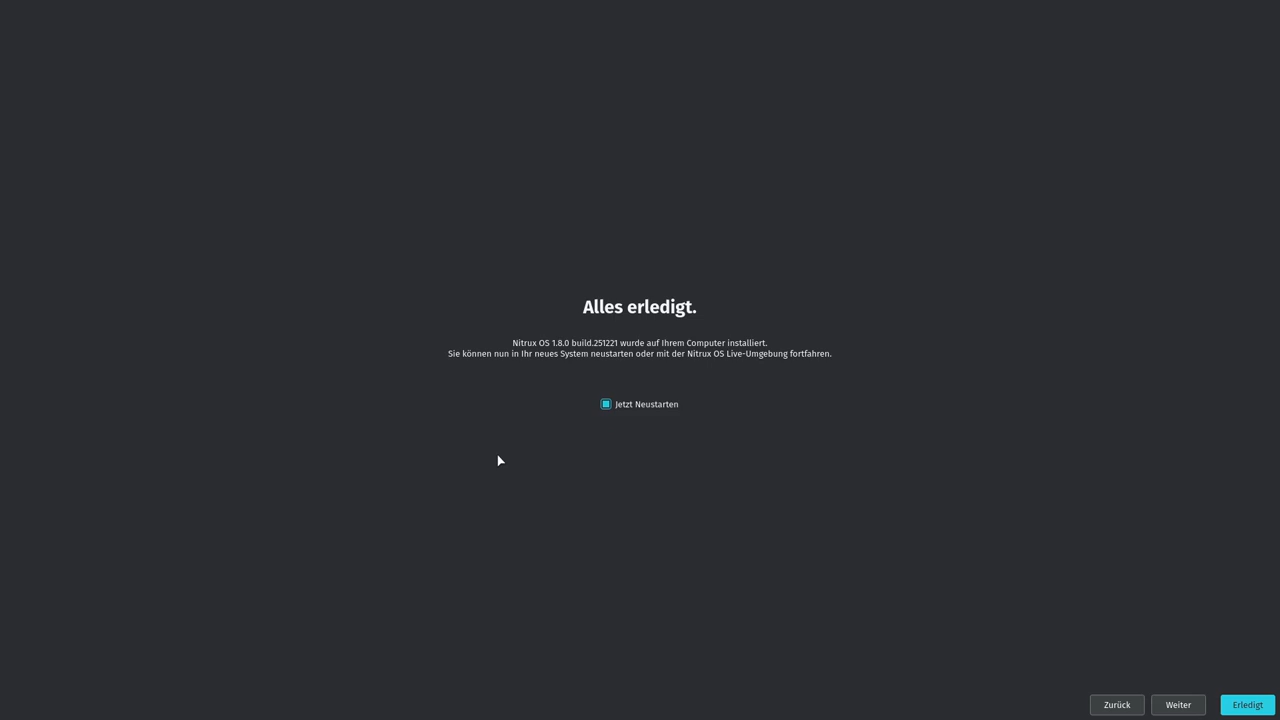 Alles erledigt.
Nitrux OS 1.8.0 build.251221 wurde auf Ihrem Computer installiert.
Sie können nun in Ihr neues System neustarten oder mit der Nitrux OS Live-Umgebung fortfahren.
Jetzt Neustarten
Zurück
Weiter
Erledigt